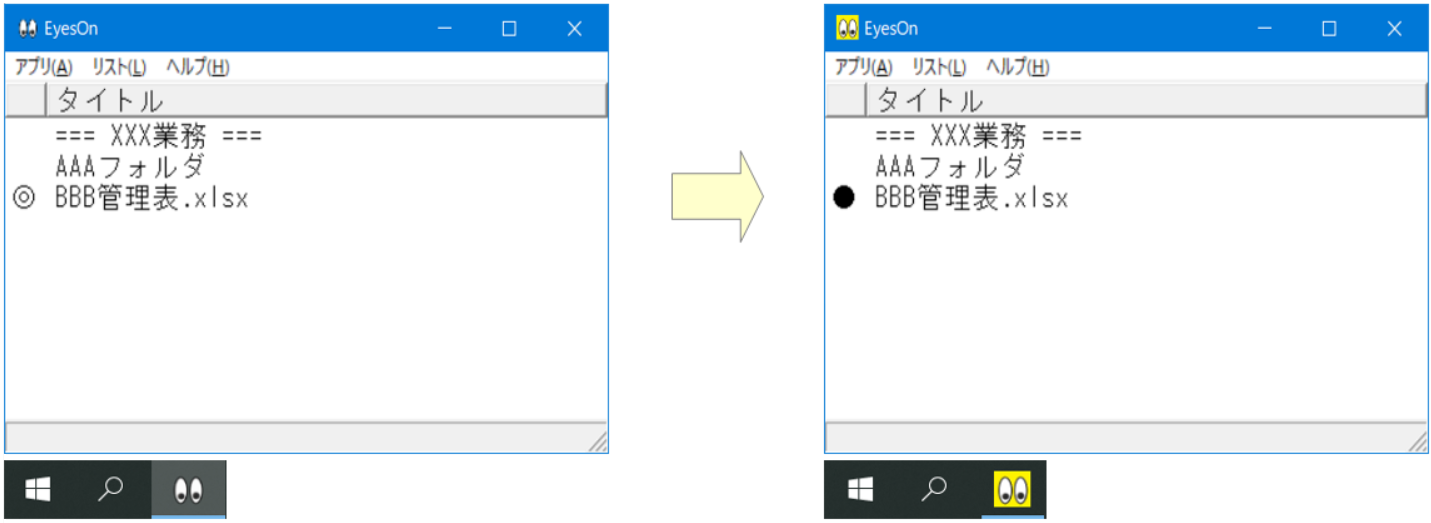 EyesOn
アプリ(A) リスト(L) ヘルプ(H)
タイトル
=== XXX業務 ===
AAAフォルダ
◎ BBB管理表.xlsx
EyesOn
アプリ(A) リスト(L) ヘルプ(H)
タイトル
=== XXX業務 ===
AAAフォルダ
● BBB管理表.xlsx